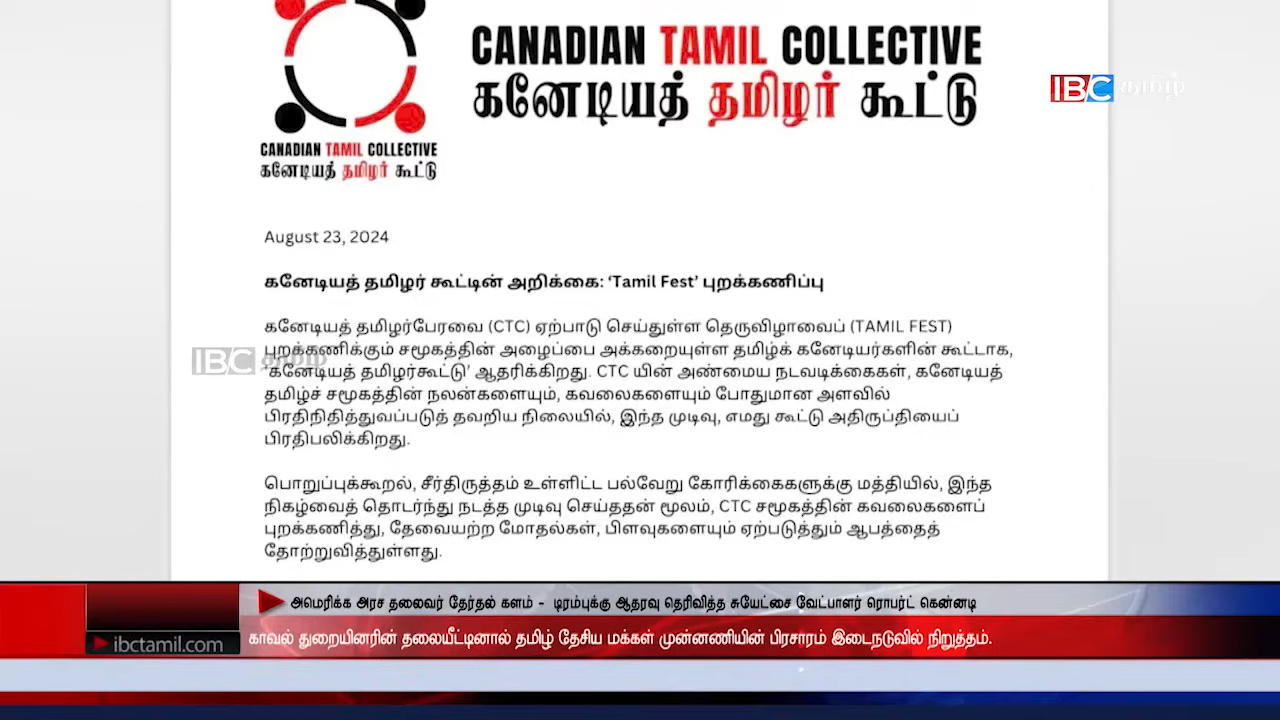 CANADIAN TAMIL COLLECTIVE
கனேடியத் தமிழர் கூட்டு
IBC தமிழ்
CANADIAN TAMIL COLLECTIVE
கனேடியத் தமிழர் கூட்டு
August 23, 2024
கனேடியத் தமிழர் கூட்டின் அறிக்கை: ‘Tamil Fest’ புறக்கணிப்பு
கனேடியத் தமிழர்பேரவை (CTC) ஏற்பாடு செய்துள்ள தெருவிழாவைப் (TAMIL FEST)
புறக்கணிக்கும் சமூகத்தின் அழைப்பை அக்கறையுள்ள தமிழ்க் கனேடியர்களின் கூட்டாக,
IBC தமிழ்
‘கனேடியத் தமிழர்கூட்டு’ ஆதரிக்கிறது. CTC யின் அண்மைய நடவடிக்கைகள், கனேடியத்
தமிழ்ச் சமூகத்தின் நலன்களையும், கவலைகளையும் போதுமான அளவில்
பிரதிநிதித்துவப்படுத் தவறிய நிலையில், இந்த முடிவு, எமது கூட்டு அதிருப்தியைப்
பிரதிபலிக்கிறது.
பொறுப்புக்கூறல், சீர்திருத்தம் உள்ளிட்ட பல்வேறு கோரிக்கைகளுக்கு மத்தியில், இந்த
நிகழ்வைத் தொடர்ந்து நடத்த முடிவு செய்ததன் மூலம், CTC சமூகத்தின் கவலைகளைப்
புறக்கணித்து, தேவையற்ற மோதல்கள், பிளவுகளையும் ஏற்படுத்தும் ஆபத்தைத்
தோற்றுவித்துள்ளது.
அமெரிக்க அரச தலைவர் தேர்தல் களம் - டிரம்புக்கு ஆதரவு தெரிவித்த சுயேட்சை வேட்பாளர் ரொபர்ட் கென்னடி
ibctamil.com
காவல் துறையினரின் தலையீட்டினால் தமிழ் தேசிய மக்கள் முன்னணியின் பிரசாரம் இடைநடுவில் நிறுத்தம்.